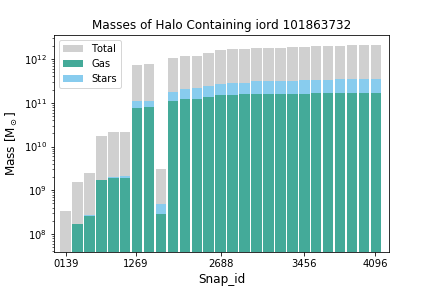 Masses of Halo Containing iord 101863732
Total
Gas
Stars
Mass [M⊙]
10¹²
10¹¹
10¹⁰
10⁹
10⁸
0139 1269 2688 3456 4096
Snap_id